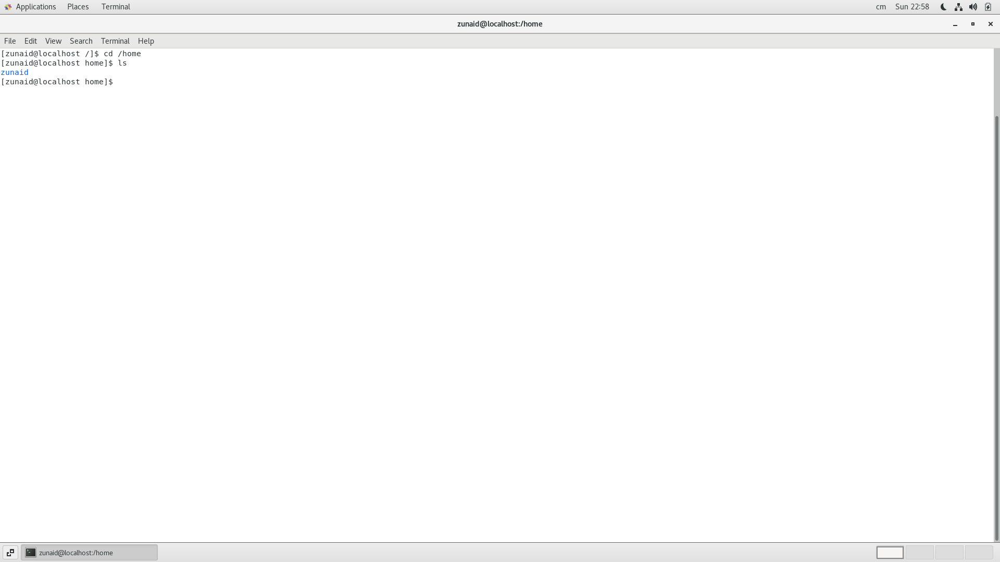 Applications Places Terminal cm Sun 22:58
zunaid@localhost:/home
File Edit View Search Terminal Help
[zunaid@localhost /]$ cd /home
[zunaid@localhost home]$ ls
zunaid
[zunaid@localhost home]$
zunaid@localhost:/home